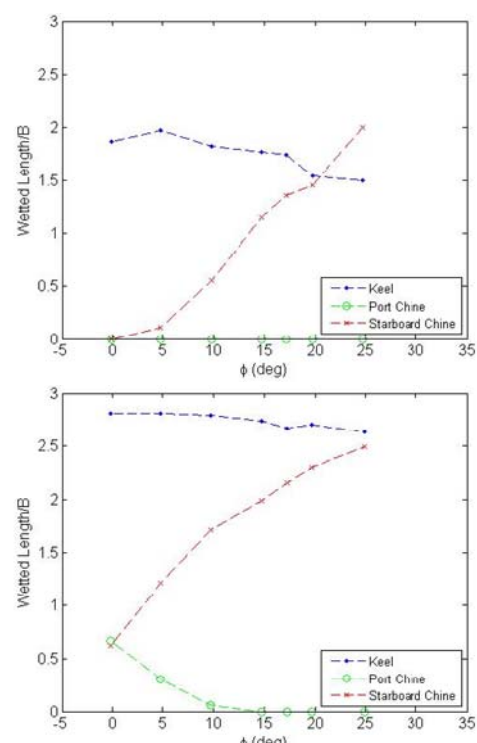 3
2.5
2
1.5
1
0.5
0
Wetted Length/B
Keel
Port Chine
Starboard Chine
-5 0 5 10 15 20 25 30 35
ϕ (deg)
3
2.5
2
1.5
1
0.5
0
Wetted Length/B
Keel
Port Chine
Starboard Chine
-5 0 5 10 15 20 25 30 35
ϕ (deg)